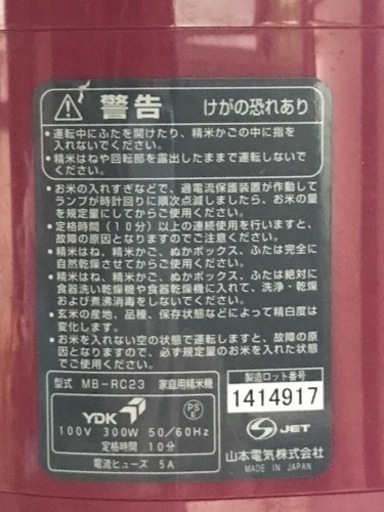 警告 けがの恐れあり
●運転中にふたを開けたり、精米かごの中に指を
入れないでください。
●精米はねや回転部を露出したままで運転しないで
ください。
●お米の入れすぎなどで、過電流保護装置が作動して
ランプが時計回りに順次点滅しましたら、お米の量
を規定量にしてからご使用ください。
●定格時間（10分）以上の連続使用を行いますと、
故障の原因となりますのでご注意ください。
●精米はね、精米かご、ぬかボックス、ふたは完全に
自然乾燥させてからご使用ください。
●精米はね、精米かご、ぬかボックス、ふたは絶対に
食器洗い乾燥機や食器乾燥機に入れて、洗浄・乾燥
および煮沸消毒をしないでください。
●玄米の産地、品種、保存状態などによって精白度は
変わります。
●お米を入れない空の状態で運転しますと、故障の原
因となりますので、必ず規定量のお米を入れた状態
でご使用ください。
型式 MB-RC23 家庭用精米機
YDK PSE
100V 300W 50/60Hz
定格時間 10分
電流ヒューズ 5A
製造ロット番号
1414917
JET
山本電気株式会社
MADE IN JAPAN